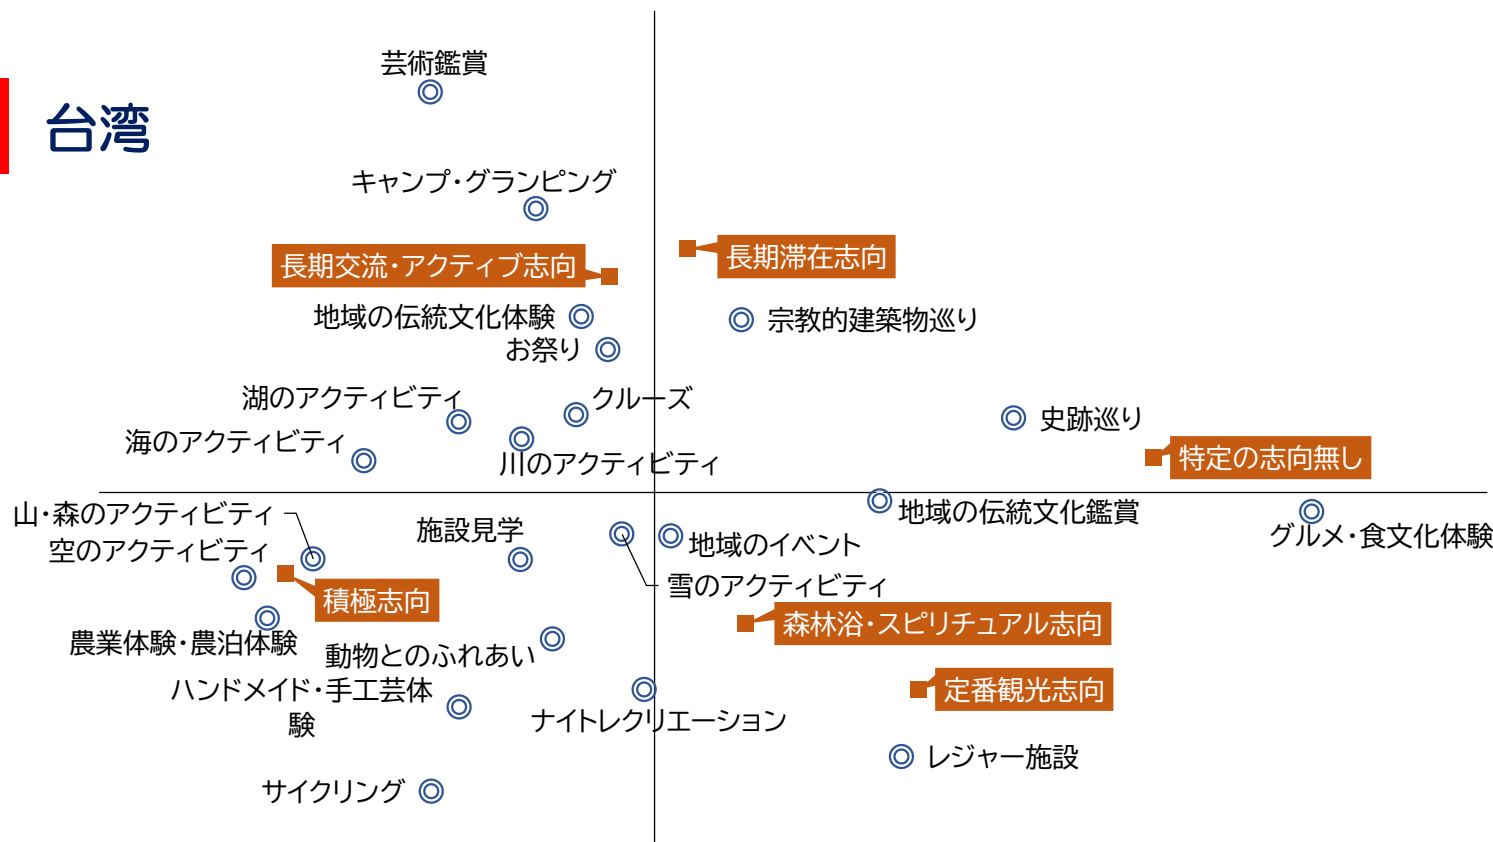 芸術鑑賞
台湾
キャンプ・グランピング
長期交流・アクティブ志向
長期滞在志向
地域の伝統文化体験
宗教的建築物巡り
お祭り
湖のアクティビティ
クルーズ
史跡巡り
海のアクティビティ
川のアクティビティ
特定の志向無し
山・森のアクティビティ
施設見学
地域の伝統文化鑑賞
グルメ・食文化体験
空のアクティビティ
地域のイベント
雪のアクティビティ
積極志向
森林浴・スピリチュアル志向
農業体験・農泊体験
動物とのふれあい
ハンドメイド・手工芸体
験
定番観光志向
ナイトレクリエーション
レジャー施設
サイクリング